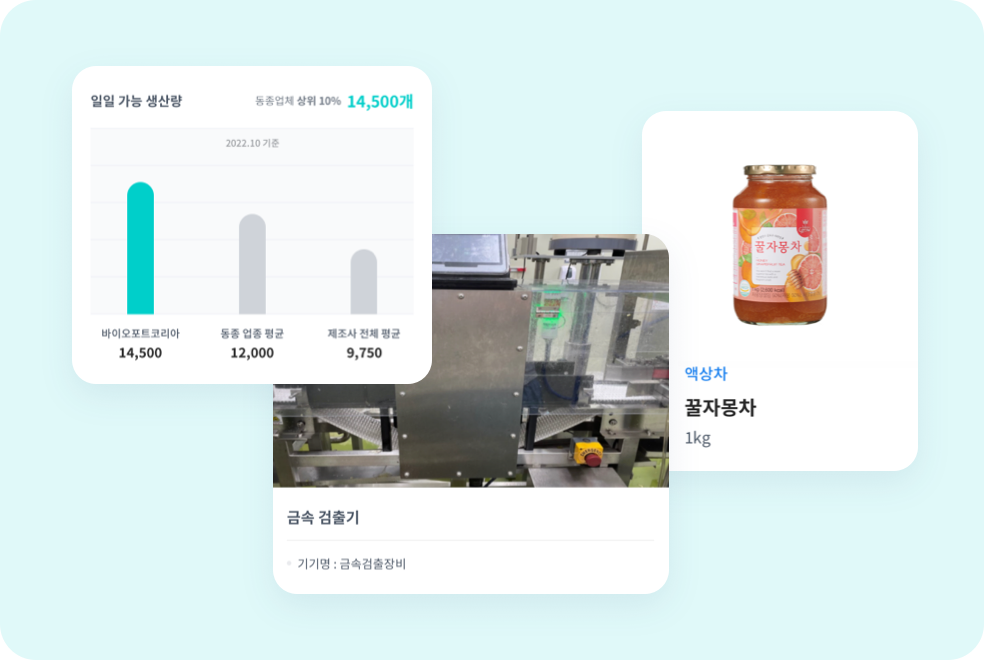 일일 가능 생산량
동종업체 상위 10% 14,500개
2022.10 기준
바이오포트코리아
14,500
동종 업종 평균
12,000
제조사 전체 평균
9,750
금속 검출기
기기명 : 금속검출장비
꿀자몽차
액상차
꿀자몽차
1kg